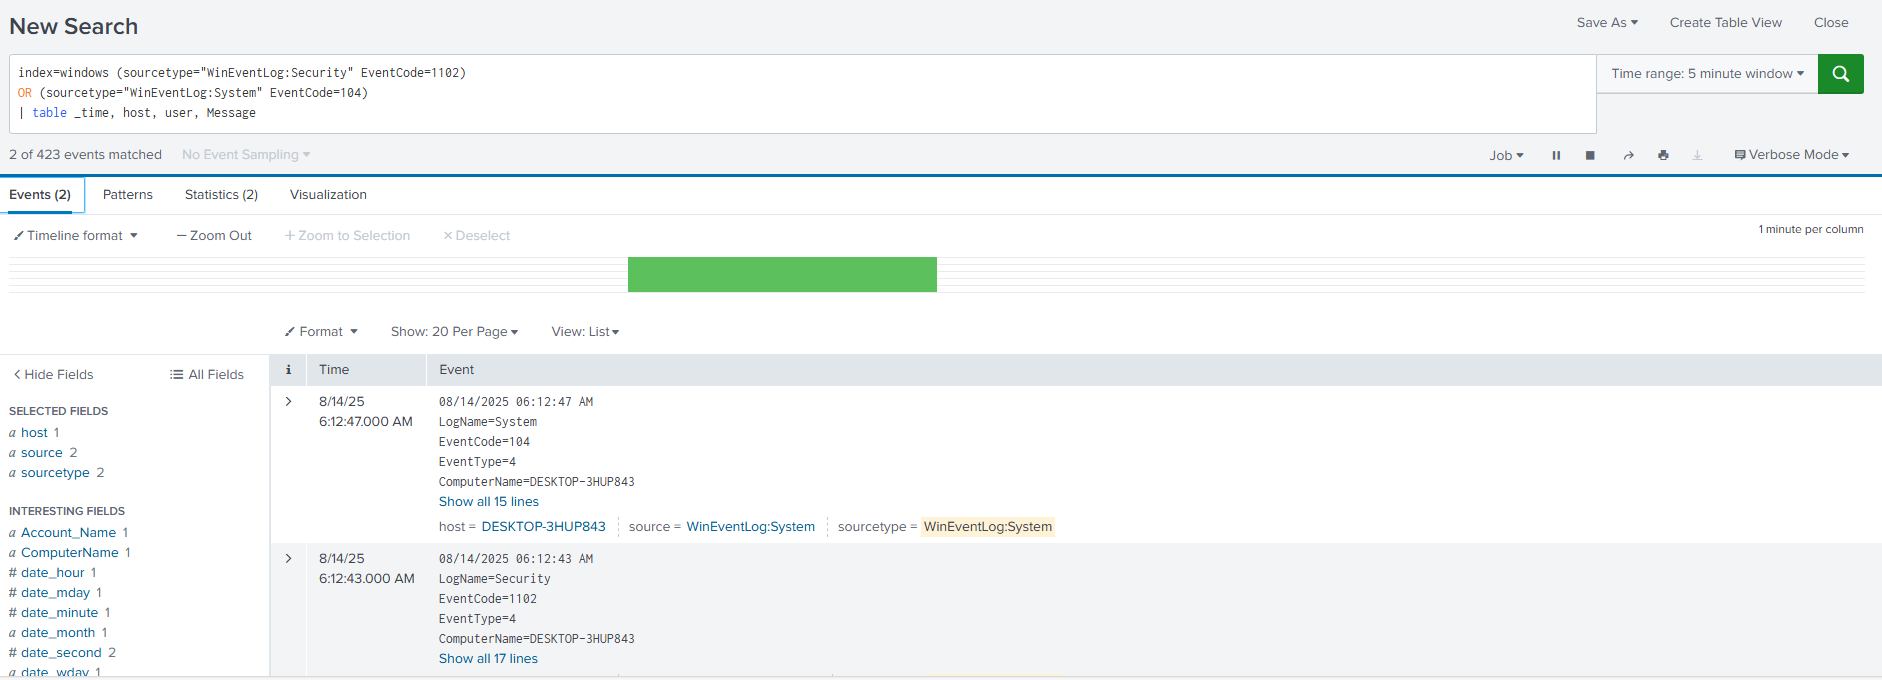 New Search
Save As
Create Table View
Close
index=windows (sourcetype="WinEventLog:Security" EventCode=1102)
OR (sourcetype="WinEventLog:System" EventCode=104)
| table _time, host, user, Message
Time range: 5 minute window
2 of 423 events matched
No Event Sampling
Job
Verbose Mode
Events (2)
Patterns
Statistics (2)
Visualization
Timeline format
— Zoom Out
+ Zoom to Selection
× Deselect
1 minute per column
Format
Show: 20 Per Page
View: List
< Hide Fields
All Fields
i
Time
Event
SELECTED FIELDS
a host 1
a source 2
a sourcetype 2
INTERESTING FIELDS
a Account_Name 1
a ComputerName 1
# date_hour 1
# date_mday 1
# date_minute 1
a date_month 1
# date_second 2
a date_wday 1
8/14/25
6:12:47.000 AM
08/14/2025 06:12:47 AM
LogName=System
EventCode=104
EventType=4
ComputerName=DESKTOP-3HUP843
Show all 15 lines
host = DESKTOP-3HUP843
source = WinEventLog:System
sourcetype = WinEventLog:System
8/14/25
6:12:43.000 AM
08/14/2025 06:12:43 AM
LogName=Security
EventCode=1102
EventType=4
ComputerName=DESKTOP-3HUP843
Show all 17 lines